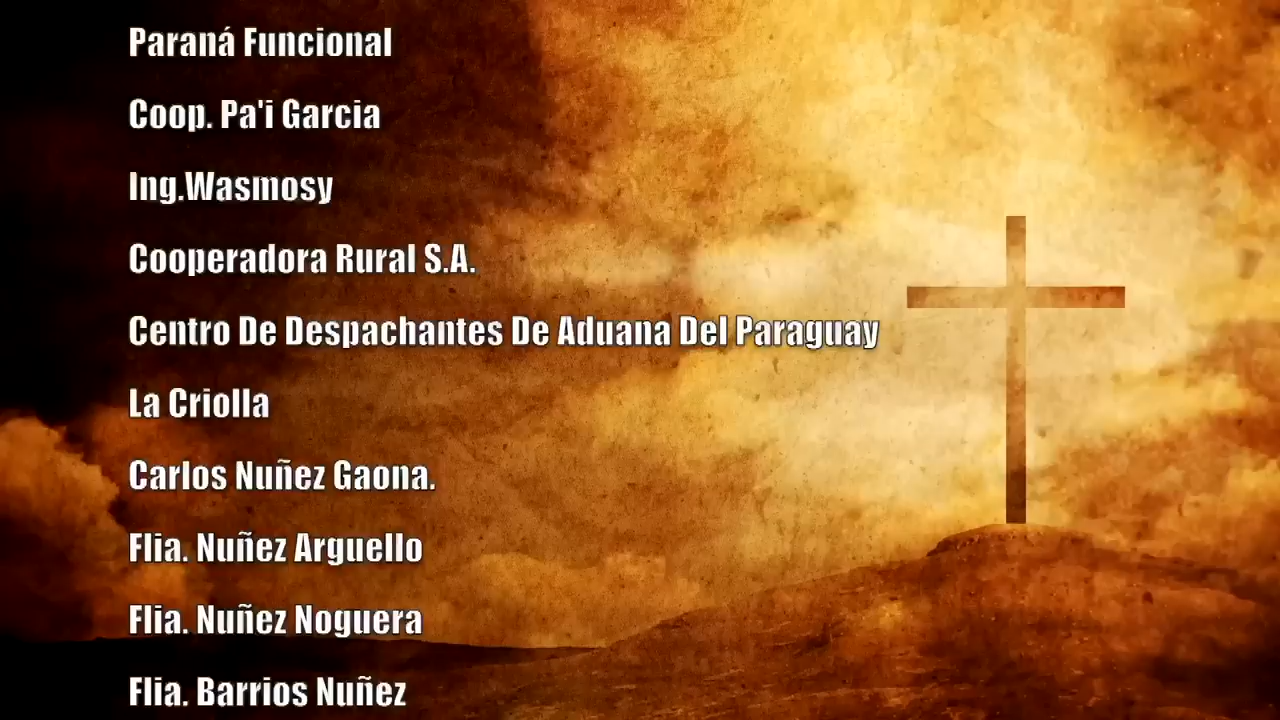 Paraná Funcional
Coop. Pa'i Garcia
Ing.Wasmosy
Cooperadora Rural S.A.
Centro De Despachantes De Aduana Del Paraguay
La Criolla
Carlos Nuñez Gaona.
Flia. Nuñez Arguello
Flia. Nuñez Noguera
Flia. Barrios Nuñez